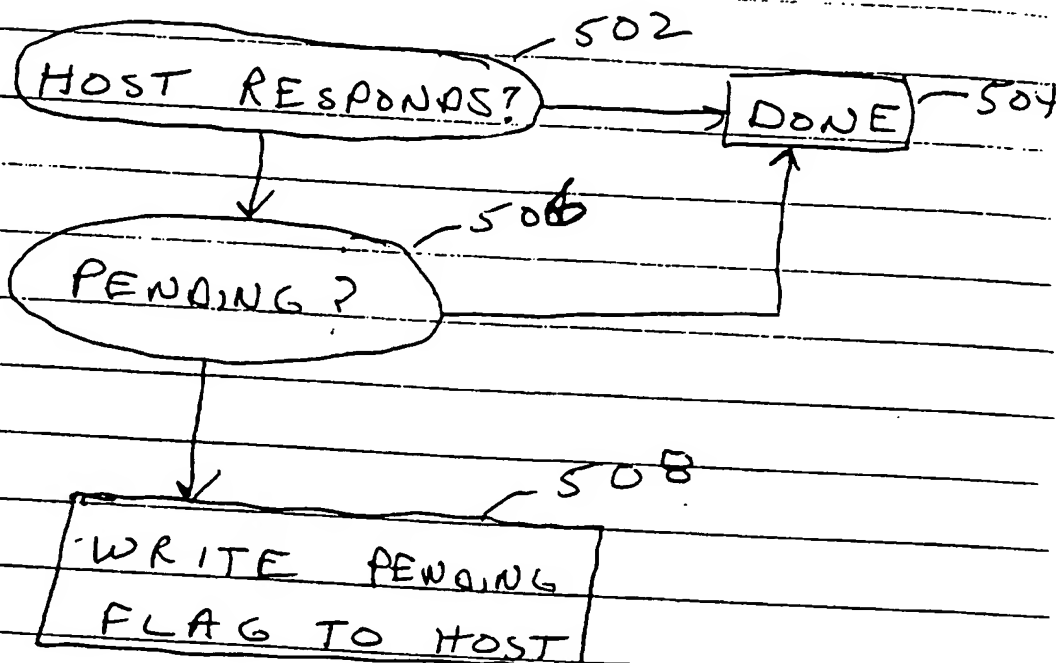 502
HOST RESPONDS?
DONE
504
506
PENDING?
508
WRITE PENDING
FLAG TO HOST